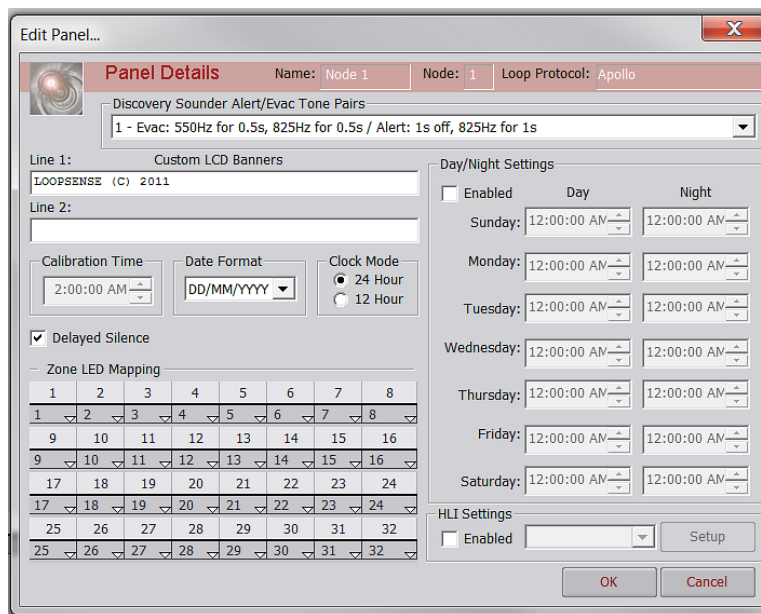 Edit Panel...
Panel Details Name: Node 1 Node: 1 Loop Protocol: Apollo
Discovery Sounder Alert/Evac Tone Pairs
1 - Evac: 550Hz for 0.5s, 825Hz for 0.5s / Alert: 1s off, 825Hz for 1s
Line 1: Custom LCD Banners
LOOPSENSE (C) 2011
Line 2:
Calibration Time
2:00:00 AM
Date Format
DD/MM/YYYY
Clock Mode
24 Hour
12 Hour
Delayed Silence
Zone LED Mapping
1 2 3 4 5 6 7 8
1 2 3 4 5 6 7 8
9 10 11 12 13 14 15 16
9 10 11 12 13 14 15 16
17 18 19 20 21 22 23 24
17 18 19 20 21 22 23 24
25 26 27 28 29 30 31 32
25 26 27 28 29 30 31 32
Day/Night Settings
Enabled Day Night
Sunday: 12:00:00 AM 12:00:00 AM
Monday: 12:00:00 AM 12:00:00 AM
Tuesday: 12:00:00 AM 12:00:00 AM
Wednesday: 12:00:00 AM 12:00:00 AM
Thursday: 12:00:00 AM 12:00:00 AM
Friday: 12:00:00 AM 12:00:00 AM
Saturday: 12:00:00 AM 12:00:00 AM
HLI Settings
Enabled Setup
OK Cancel